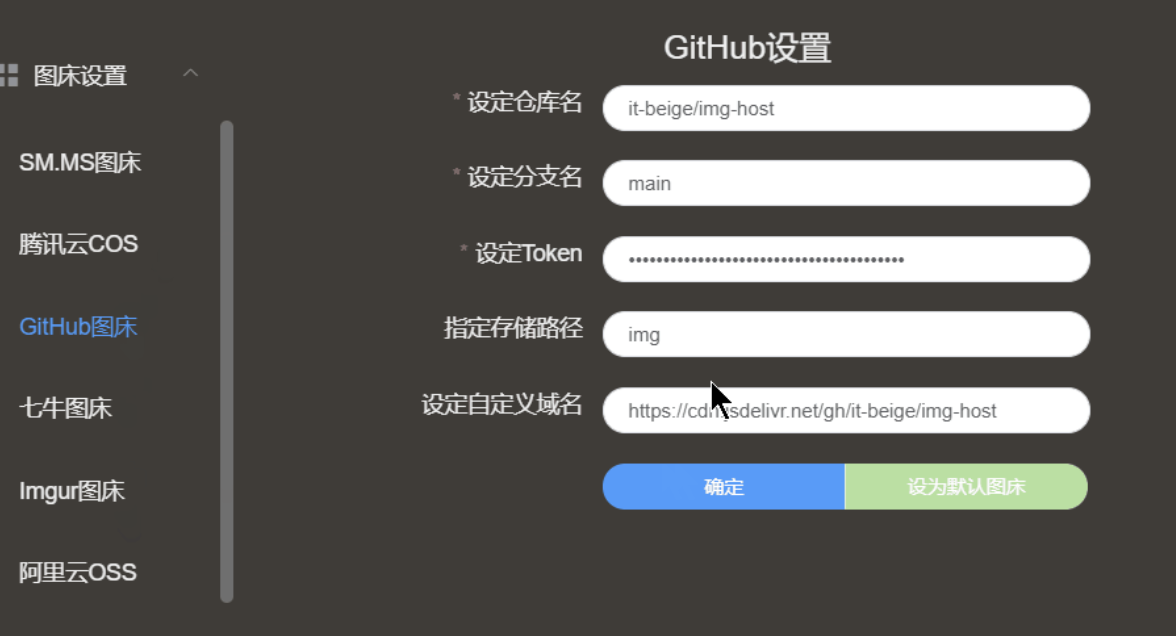 图床设置
SM.MS图床
腾讯云COS
GitHub图床
七牛图床
Imgur图床
阿里云OSS
GitHub设置
* 设定仓库名
it-beige/img-host
* 设定分支名
main
* 设定Token
••••••••••••••••••••••••••••••••••••••••
指定存储路径
img
设定自定义域名
https://cdn.jsdelivr.net/gh/it-beige/img-host
确定
设为默认图床